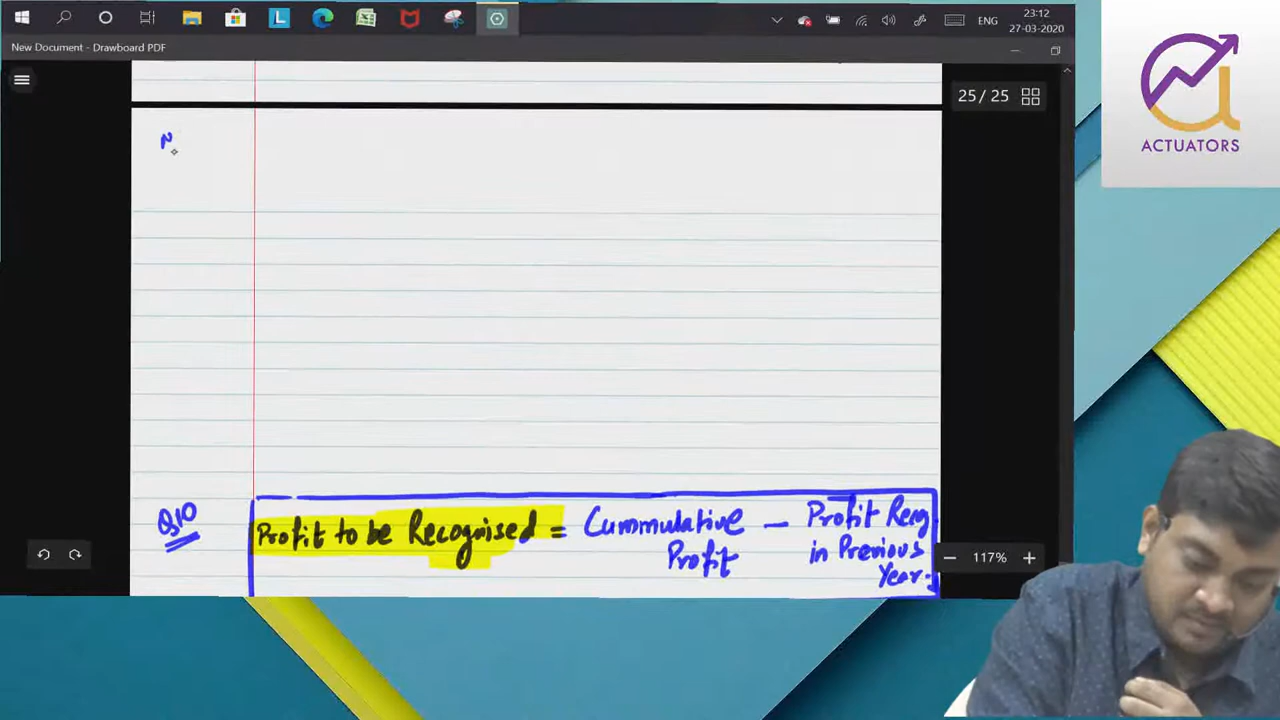 ENG
23:12
27-03-2020
New Document - Drawboard PDF
25 / 25
ACTUATORS
N
Q10
Profit to be Recognised = Cummulative Profit - Profit Recog in Previous Year.
117%